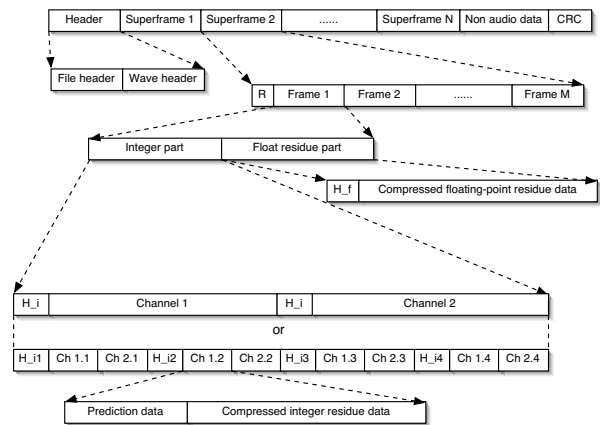 Header Superframe 1 Superframe 2 ...... Superframe N Non audio data CRC
File header Wave header
R Frame 1 Frame 2 ...... Frame M
Integer part Float residue part
H_f Compressed floating-point residue data
H_i Channel 1 H_i Channel 2
or
H_i1 Ch 1.1 Ch 2.1 H_i2 Ch 1.2 Ch 2.2 H_i3 Ch 1.3 Ch 2.3 H_i4 Ch 1.4 Ch 2.4
Prediction data Compressed integer residue data